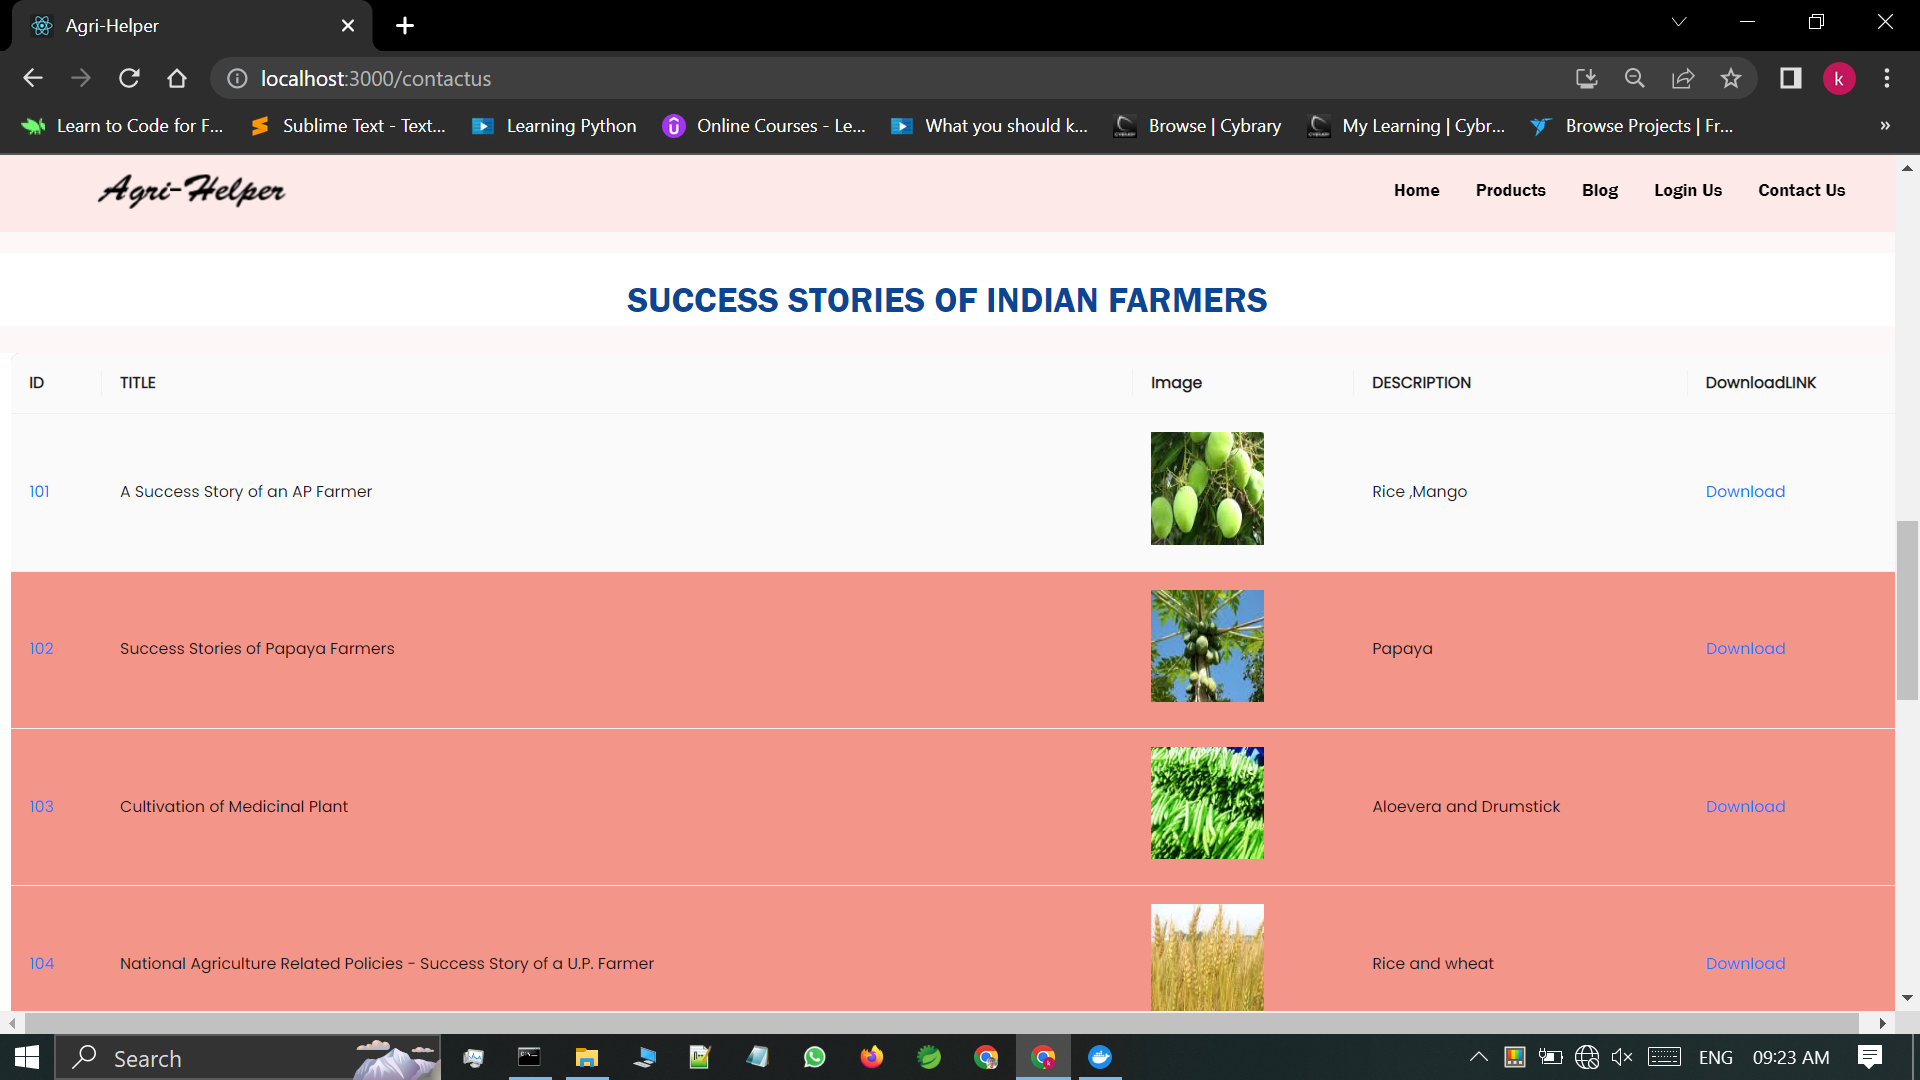 Agri-Helper
localhost:3000/contactus
Learn to Code for F... Sublime Text - Text... Learning Python Online Courses - Le... What you should k... Browse | Cybrary My Learning | Cybr... Browse Projects | Fr... »
Agri-Helper Home Products Blog Login Us Contact Us
SUCCESS STORIES OF INDIAN FARMERS
ID TITLE Image DESCRIPTION DownloadLINK
101 A Success Story of an AP Farmer Rice ,Mango Download
102 Success Stories of Papaya Farmers Papaya Download
103 Cultivation of Medicinal Plant Aloevera and Drumstick Download
104 National Agriculture Related Policies - Success Story of a U.P. Farmer Rice and wheat Download
Search ENG 09:23 AM